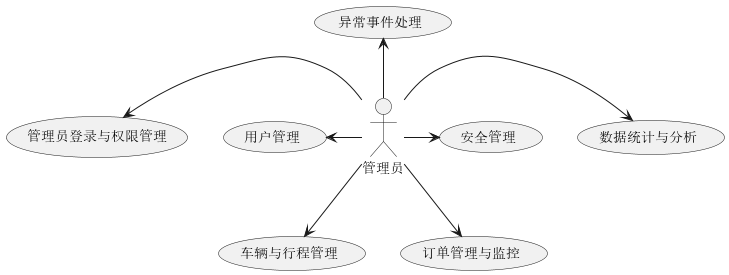 异常事件处理
管理员登录与权限管理
用户管理
安全管理
数据统计与分析
管理员
车辆与行程管理
订单管理与监控